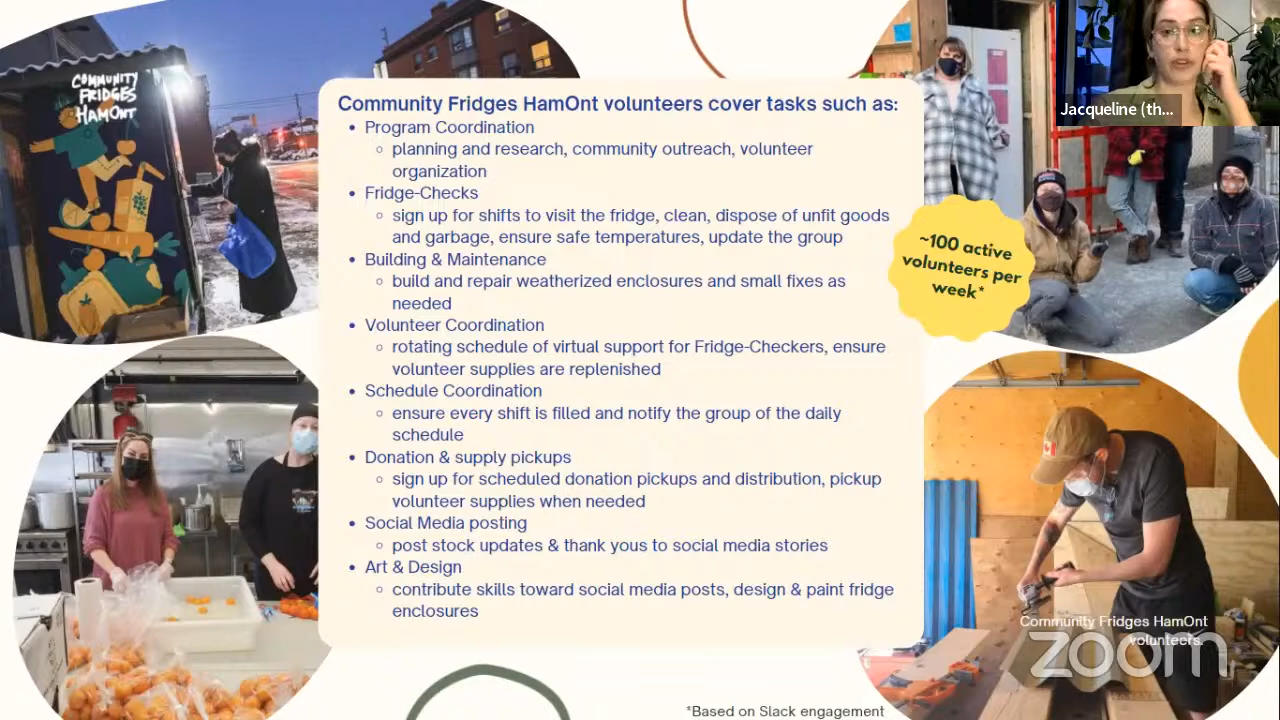 COMMUNITY
FRIDGES
HAMONT
Community Fridges HamOnt volunteers cover tasks such as:
• Program Coordination
◦ planning and research, community outreach, volunteer
organization
• Fridge-Checks
◦ sign up for shifts to visit the fridge, clean, dispose of unfit goods
and garbage, ensure safe temperatures, update the group
• Building & Maintenance
◦ build and repair weatherized enclosures and small fixes as
needed
• Volunteer Coordination
◦ rotating schedule of virtual support for Fridge-Checkers, ensure
volunteer supplies are replenished
• Schedule Coordination
◦ ensure every shift is filled and notify the group of the daily
schedule
• Donation & supply pickups
◦ sign up for scheduled donation pickups and distribution, pickup
volunteer supplies when needed
• Social Media posting
◦ post stock updates & thank yous to social media stories
• Art & Design
◦ contribute skills toward social media posts, design & paint fridge
enclosures
Jacqueline (th...
~100 active
volunteers per
week*
Community Fridges HamOnt
volunteers.
zoom
*Based on Slack engagement